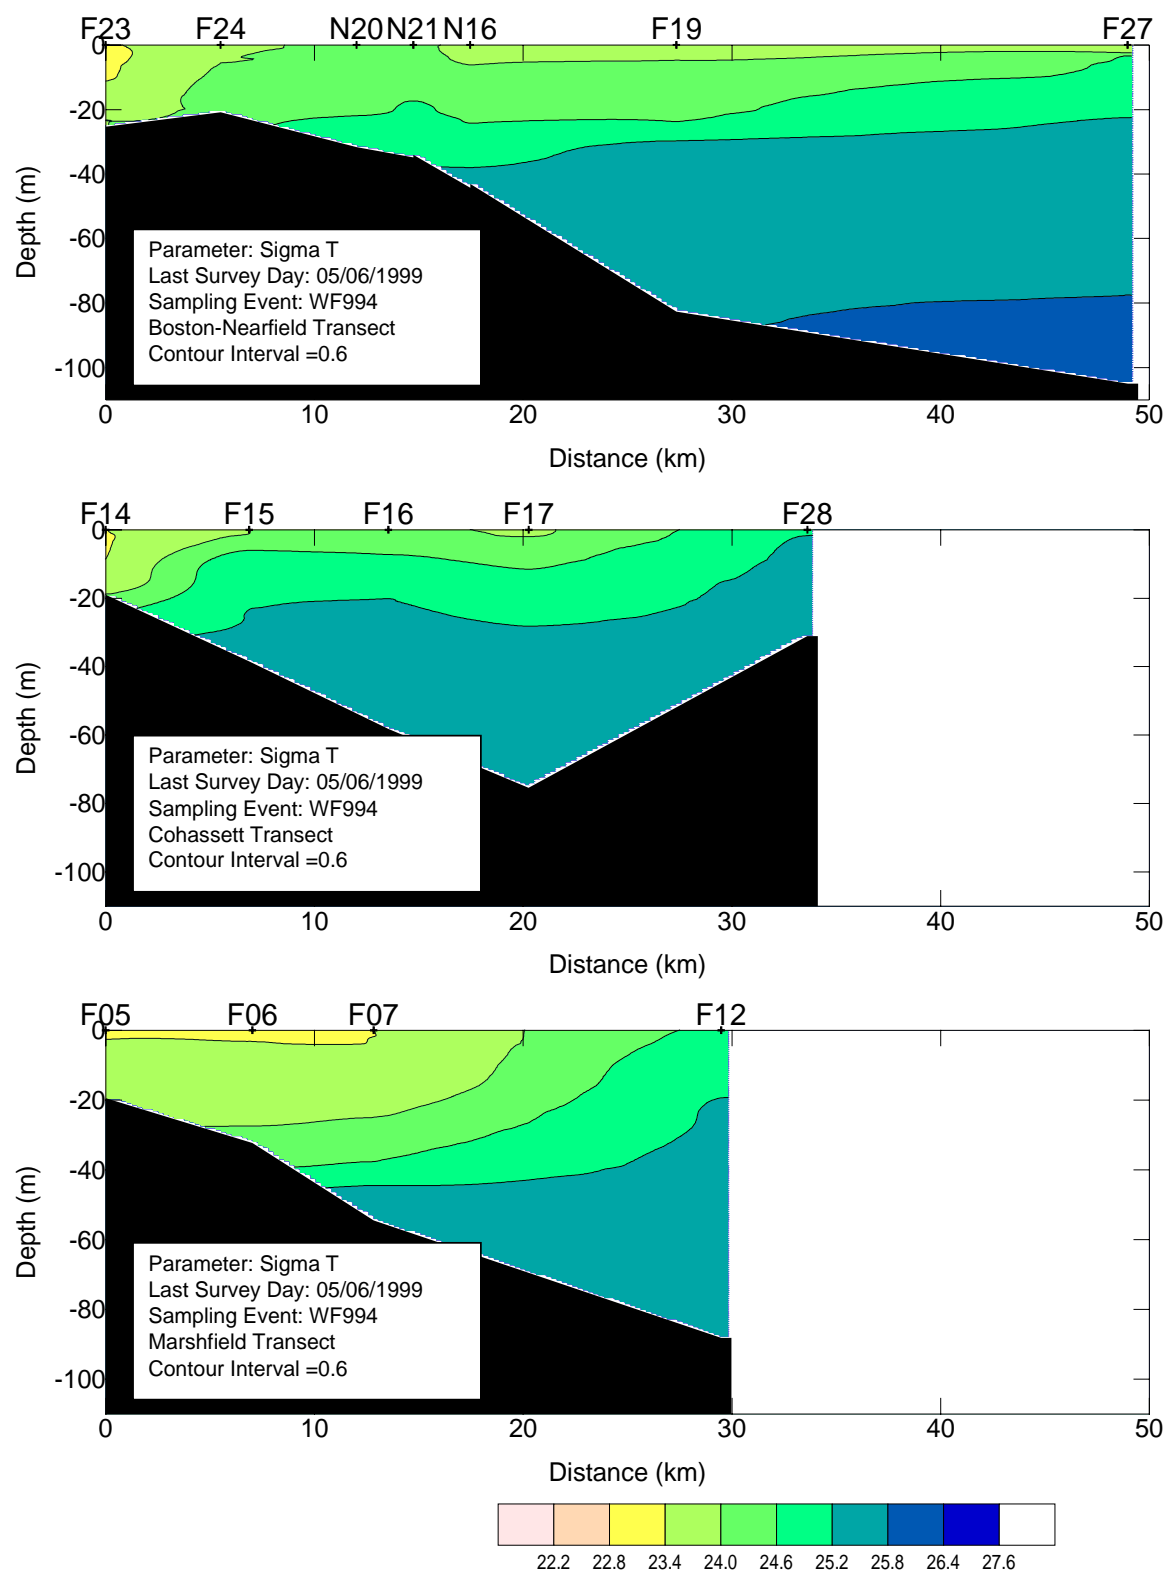 F23 F24 N20 N21 N16 F19 F27
0
-20
-40
-60
-80
-100
Depth (m)
Parameter: Sigma T
Last Survey Day: 05/06/1999
Sampling Event: WF994
Boston-Nearfield Transect
Contour Interval =0.6
0 10 20 30 40 50
Distance (km)
F14 F15 F16 F17 F28
0
-20
-40
-60
-80
-100
Depth (m)
Parameter: Sigma T
Last Survey Day: 05/06/1999
Sampling Event: WF994
Cohassett Transect
Contour Interval =0.6
0 10 20 30 40 50
Distance (km)
F05 F06 F07 F12
0
-20
-40
-60
-80
-100
Depth (m)
Parameter: Sigma T
Last Survey Day: 05/06/1999
Sampling Event: WF994
Marshfield Transect
Contour Interval =0.6
0 10 20 30 40 50
Distance (km)
22.2 22.8 23.4 24.0 24.6 25.2 25.8 26.4 27.6